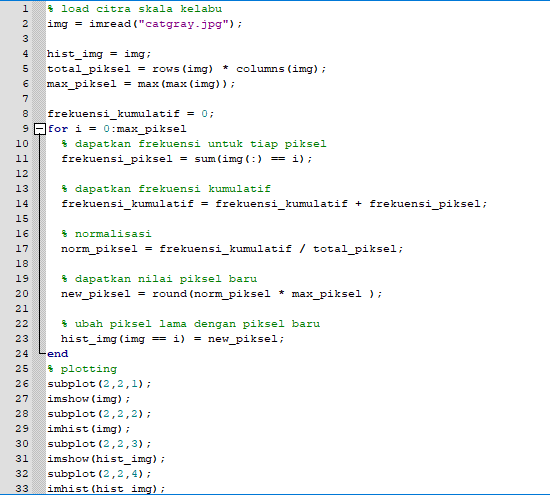 1 % load citra skala kelabu
2 img = imread("catgray.jpg");
3
4 hist_img = img;
5 total_piksel = rows(img) * columns(img);
6 max_piksel = max(max(img));
7
8 frekuensi_kumulatif = 0;
9 for i = 0:max_piksel
10 % dapatkan frekuensi untuk tiap piksel
11 frekuensi_piksel = sum(img(:) == i);
12
13 % dapatkan frekuensi kumulatif
14 frekuensi_kumulatif = frekuensi_kumulatif + frekuensi_piksel;
15
16 % normalisasi
17 norm_piksel = frekuensi_kumulatif / total_piksel;
18
19 % dapatkan nilai piksel baru
20 new_piksel = round(norm_piksel * max_piksel );
21
22 % ubah piksel lama dengan piksel baru
23 hist_img(img == i) = new_piksel;
24 end
25 % plotting
26 subplot(2,2,1);
27 imshow(img);
28 subplot(2,2,2);
29 imhist(img);
30 subplot(2,2,3);
31 imshow(hist_img);
32 subplot(2,2,4);
33 imhist(hist_img);